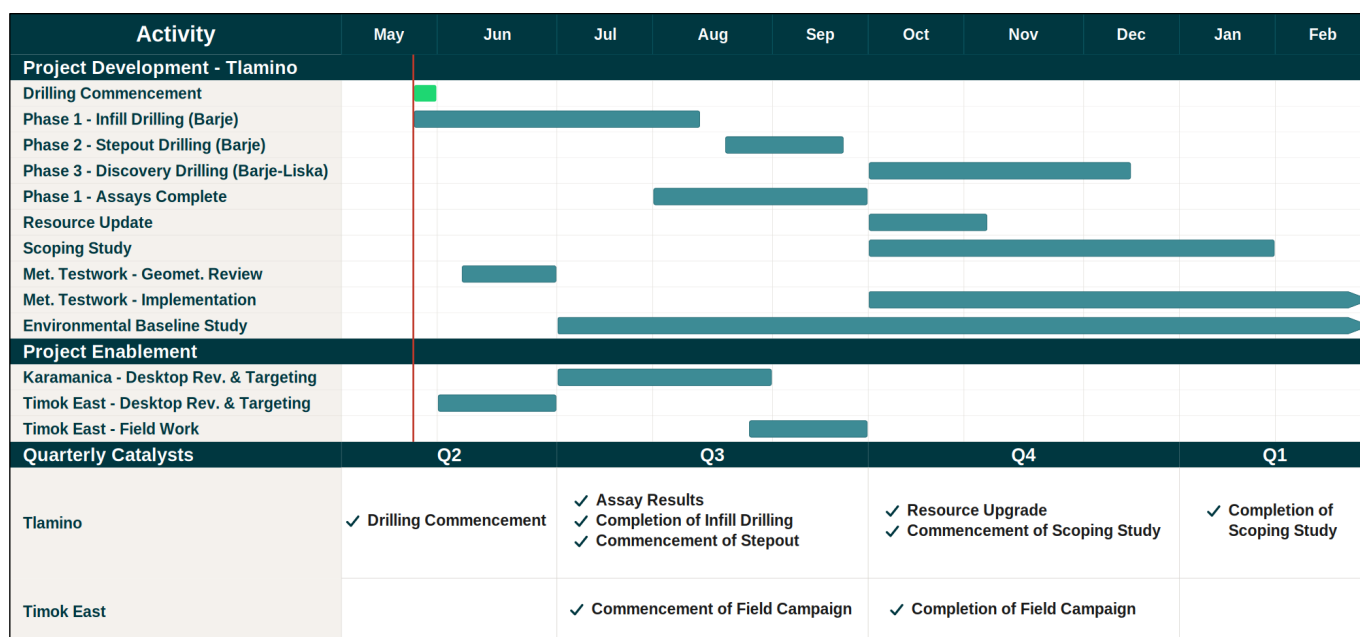 Activity May Jun Jul Aug Sep Oct Nov Dec Jan Feb
Project Development - Tlamino
Drilling Commencement
Phase 1 - Infill Drilling (Barje)
Phase 2 - Stepout Drilling (Barje)
Phase 3 - Discovery Drilling (Barje-Liska)
Phase 1 - Assays Complete
Resource Update
Scoping Study
Met. Testwork - Geomet. Review
Met. Testwork - Implementation
Environmental Baseline Study
Project Enablement
Karamanica - Desktop Rev. & Targeting
Timok East - Desktop Rev. & Targeting
Timok East - Field Work
Quarterly Catalysts Q2 Q3 Q4 Q1
Tlamino
✓ Drilling Commencement
✓ Assay Results
✓ Completion of Infill Drilling
✓ Commencement of Stepout
✓ Resource Upgrade
✓ Commencement of Scoping Study
✓ Completion of
Scoping Study
Timok East
✓ Commencement of Field Campaign
✓ Completion of Field Campaign